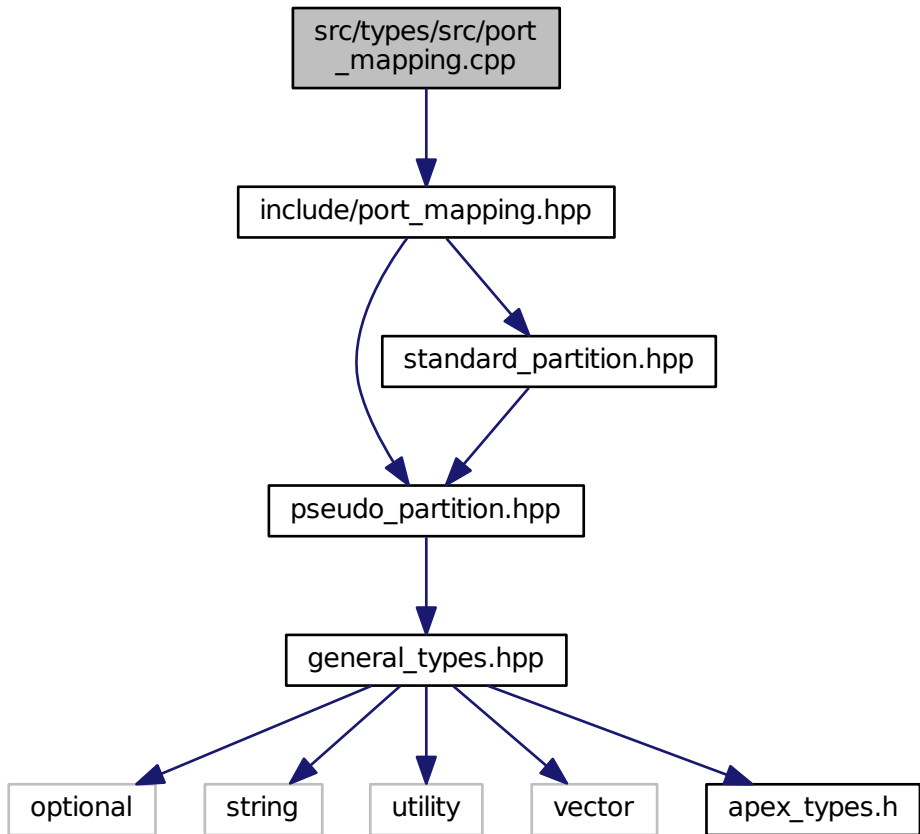 src/types/src/port
_mapping.cpp
include/port_mapping.hpp
standard_partition.hpp
pseudo_partition.hpp
general_types.hpp
optional
string
utility
vector
apex_types.h